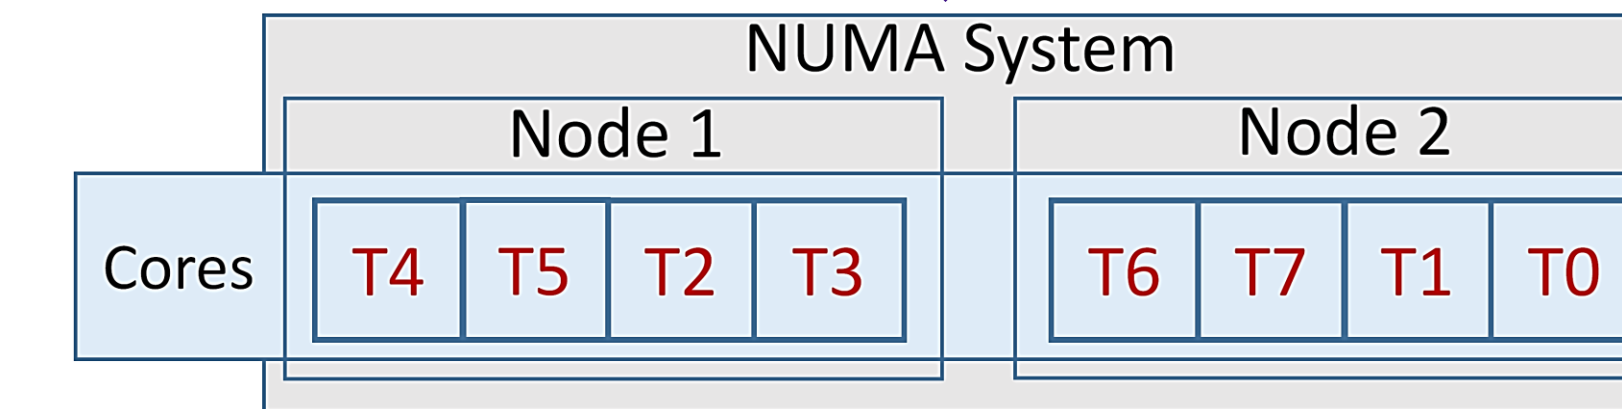 NUMA System
Node 1
Node 2
Cores T4 T5 T2 T3 T6 T7 T1 T0